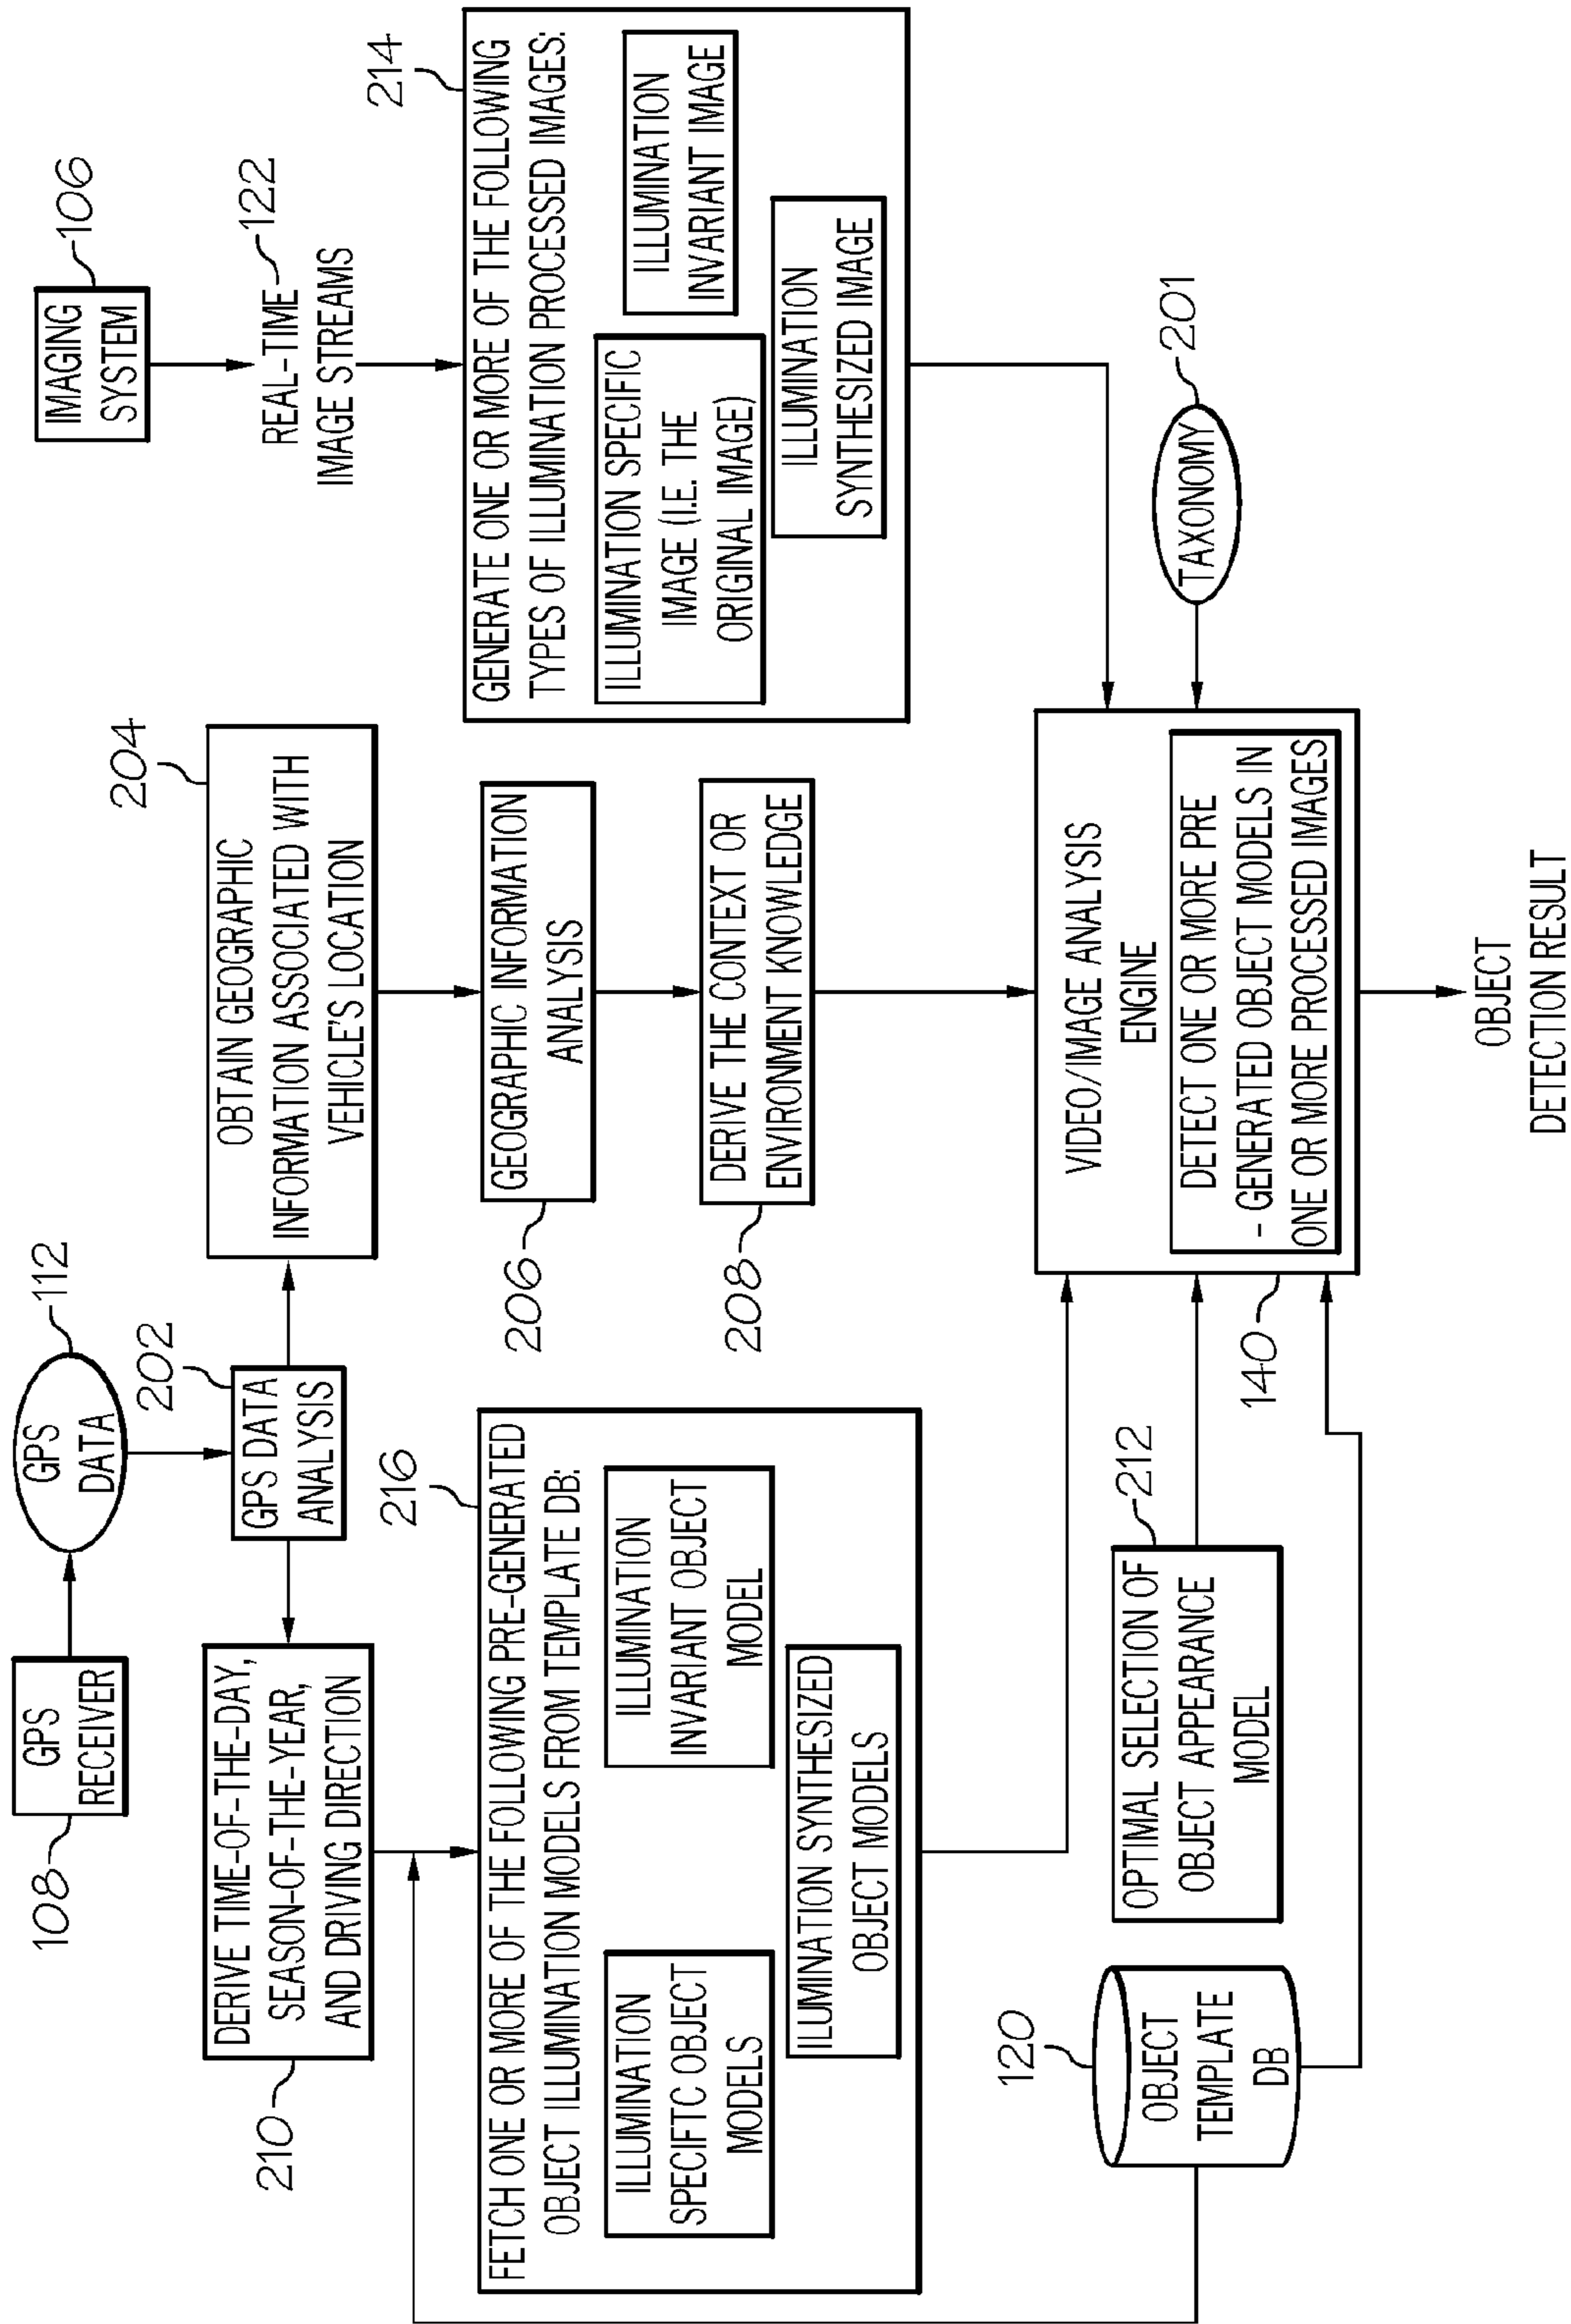 GPS
RECEIVER
108
GPS
DATA
112
GPS DATA
ANALYSIS
202
IMAGING
SYSTEM
106
REAL-TIME
IMAGE STREAMS
122
DERIVE TIME-OF-THE-DAY,
SEASON-OF-THE-YEAR,
AND DRIVING DIRECTION
210
OBTAIN GEOGRAPHIC
INFORMATION ASSOCIATED WITH
VEHICLE'S LOCATION
204
FETCH ONE OR MORE OF THE FOLLOWING PRE-GENERATED
OBJECT ILLUMINATION MODELS FROM TEMPLATE DB:
216
ILLUMINATION
SPECIFTC OBJECT
MODELS
ILLUMINATION
INVARIANT OBJECT
MODEL
ILLUMINATION SYNTHESIZED
OBJECT MODELS
GEOGRAPHIC INFORMATION
ANALYSIS
206
DERIVE THE CONTEXT OR
ENVIRONMENT KNOWLEDGE
208
GENERATE ONE OR MORE OF THE FOLLOWING
TYPES OF ILLUMINATION PROCESSED IMAGES:
214
ILLUMINATION SPECIFIC
IMAGE (I.E. THE
ORIGINAL IMAGE)
ILLUMINATION
INVARIANT IMAGE
ILLUMINATION
SYNTHESIZED IMAGE
OBJECT
TEMPLATE
DB
120
OPTIMAL SELECTION OF
OBJECT APPEARANCE
MODEL
212
VIDEO/IMAGE ANALYSIS
ENGINE
DETECT ONE OR MORE PRE
- GENERATED OBJECT MODELS IN
ONE OR MORE PROCESSED IMAGES
140
TAXONOMY
201
OBJECT
DETECTION RESULT